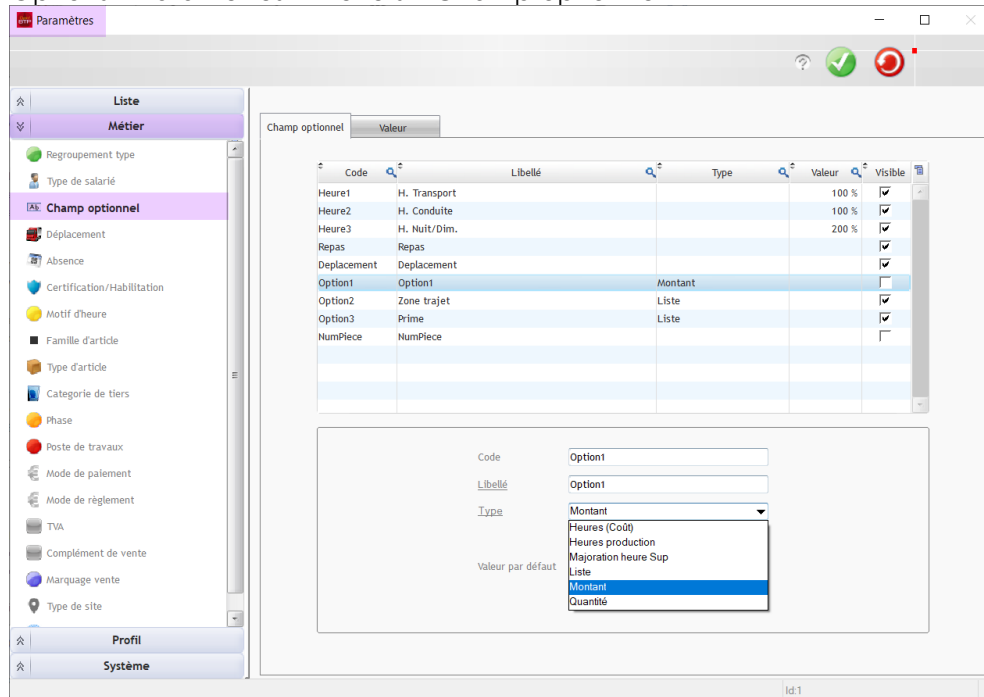 Paramètres
Liste
Métier
Regroupement type
Type de salarié
Champ optionnel
Déplacement
Absence
Certification/Habilitation
Motif d'heure
Famille d'article
Type d'article
Categorie de tiers
Phase
Poste de travaux
Mode de paiement
Mode de règlement
TVA
Complément de vente
Marquage vente
Type de site
Profil
Système
Champ optionnel Valeur
Code Libellé Type Valeur Visible
Heure1 H. Transport 100 %
Heure2 H. Conduite 100 %
Heure3 H. Nuit/Dim. 200 %
Repas Repas
Deplacement Deplacement
Option1 Option1 Montant
Option2 Zone trajet Liste
Option3 Prime Liste
NumPiece NumPiece
Code Option1
Libellé Option1
Type Montant
Heures (Coût)
Heures production
Majoration heure Sup
Valeur par défaut
Liste
Montant
Quantité
Id:1